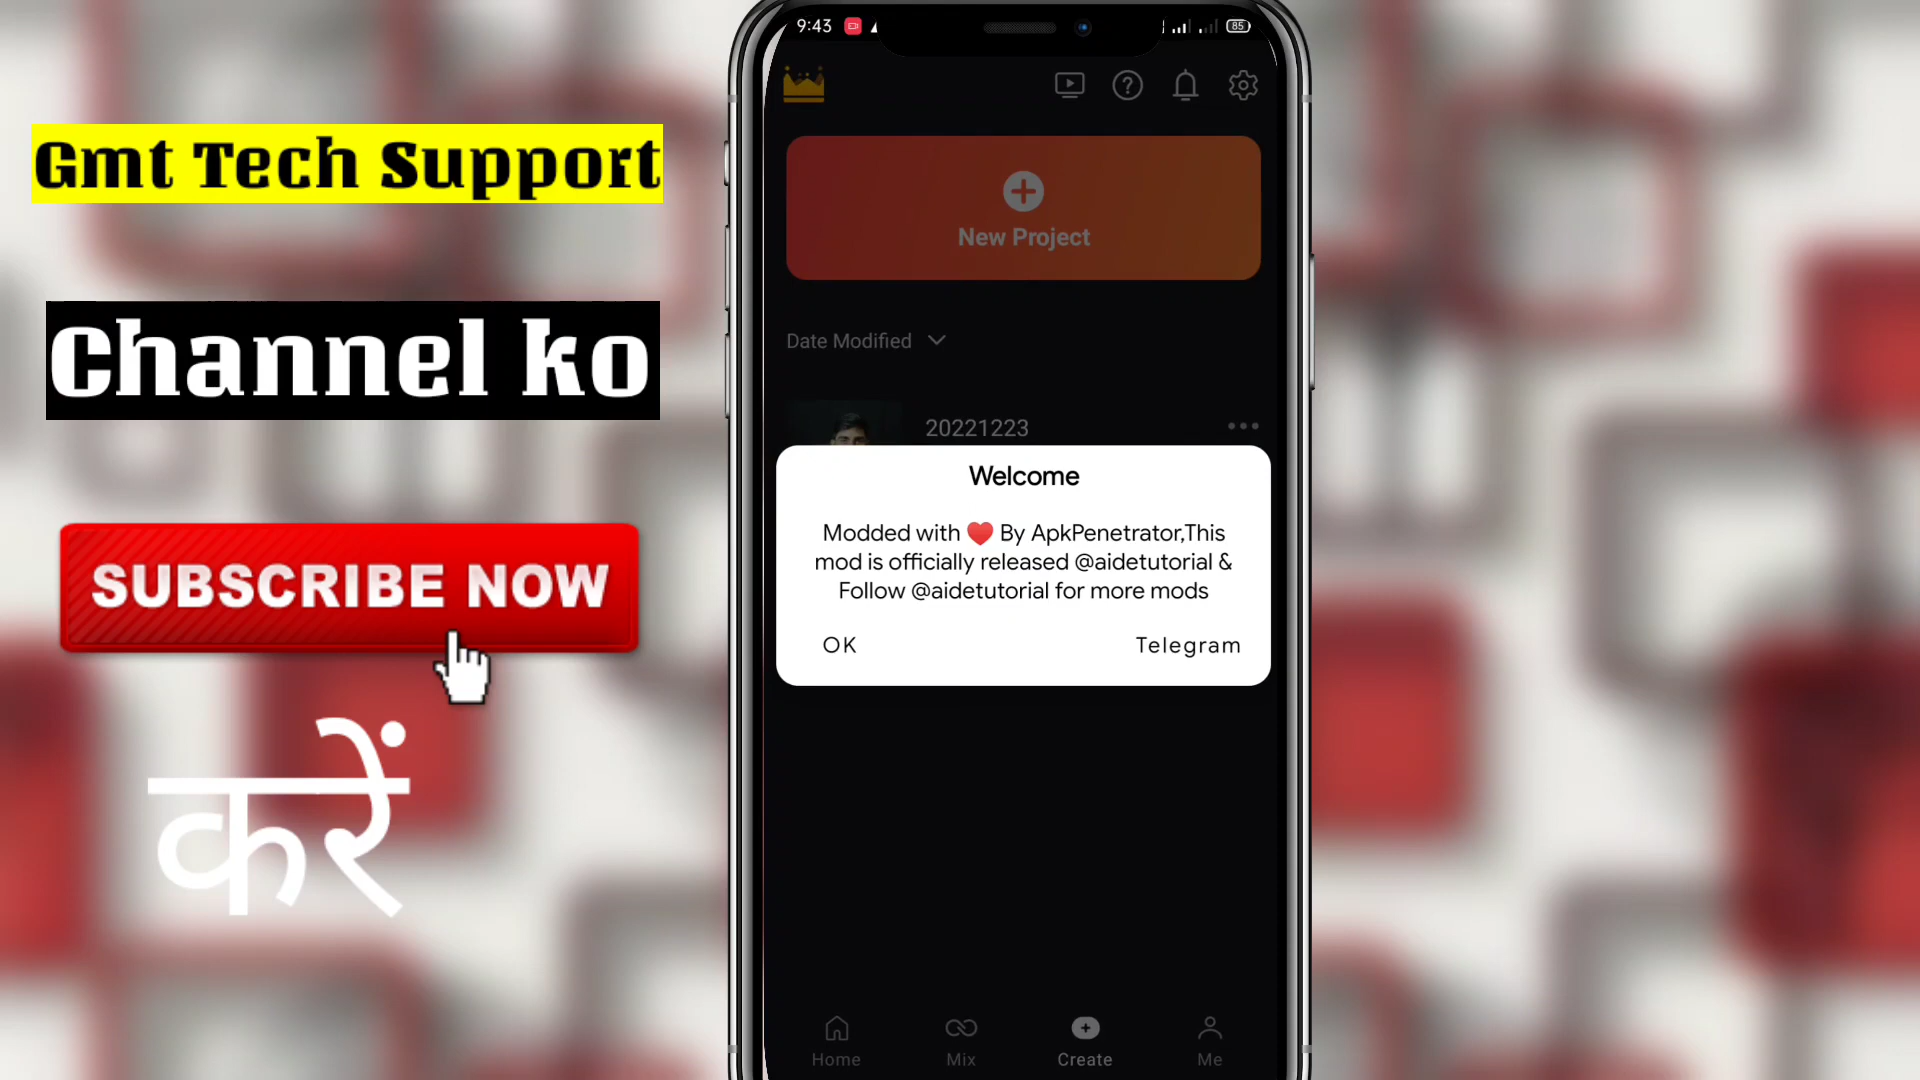 Gmt Tech Support
Channel ko
SUBSCRIBE NOW
करें
9:43
85
New Project
Date Modified
20221223
Welcome
Modded with ❤️ By ApkPenetrator,This
mod is officially released @aidetutorial &
Follow @aidetutorial for more mods
OK
Telegram
Home
Mix
Create
Me